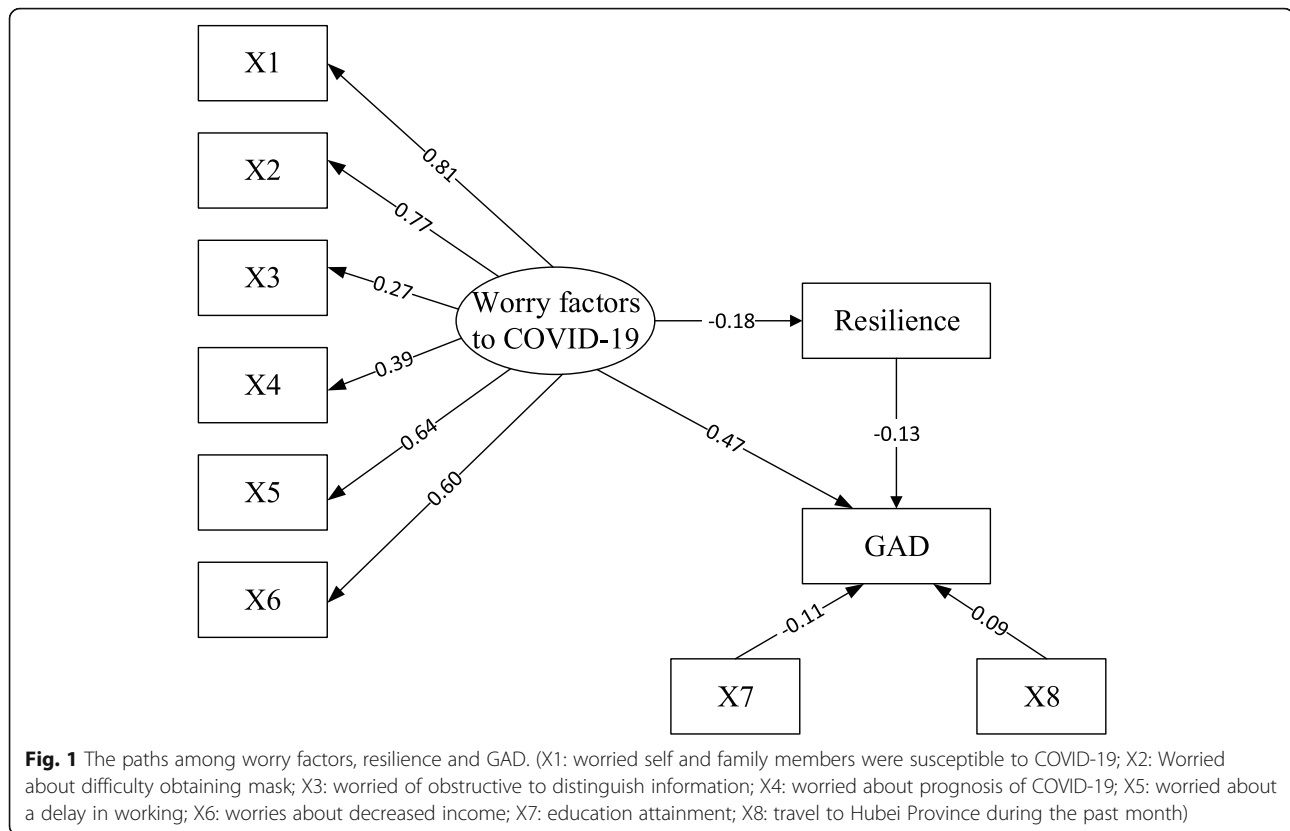 X1
X2
X3
X4
X5
X6
0.81
0.77
0.27
0.39
0.64
0.60
Worry factors
to COVID-19
-0.18
Resilience
0.47
-0.13
GAD
-0.11
0.09
X7
X8
Fig. 1 The paths among worry factors, resilience and GAD. (X1: worried self and family members were susceptible to COVID-19; X2: Worried
about difficulty obtaining mask; X3: worried of obstructive to distinguish information; X4: worried about prognosis of COVID-19; X5: worried about
a delay in working; X6: worries about decreased income; X7: education attainment; X8: travel to Hubei Province during the past month)